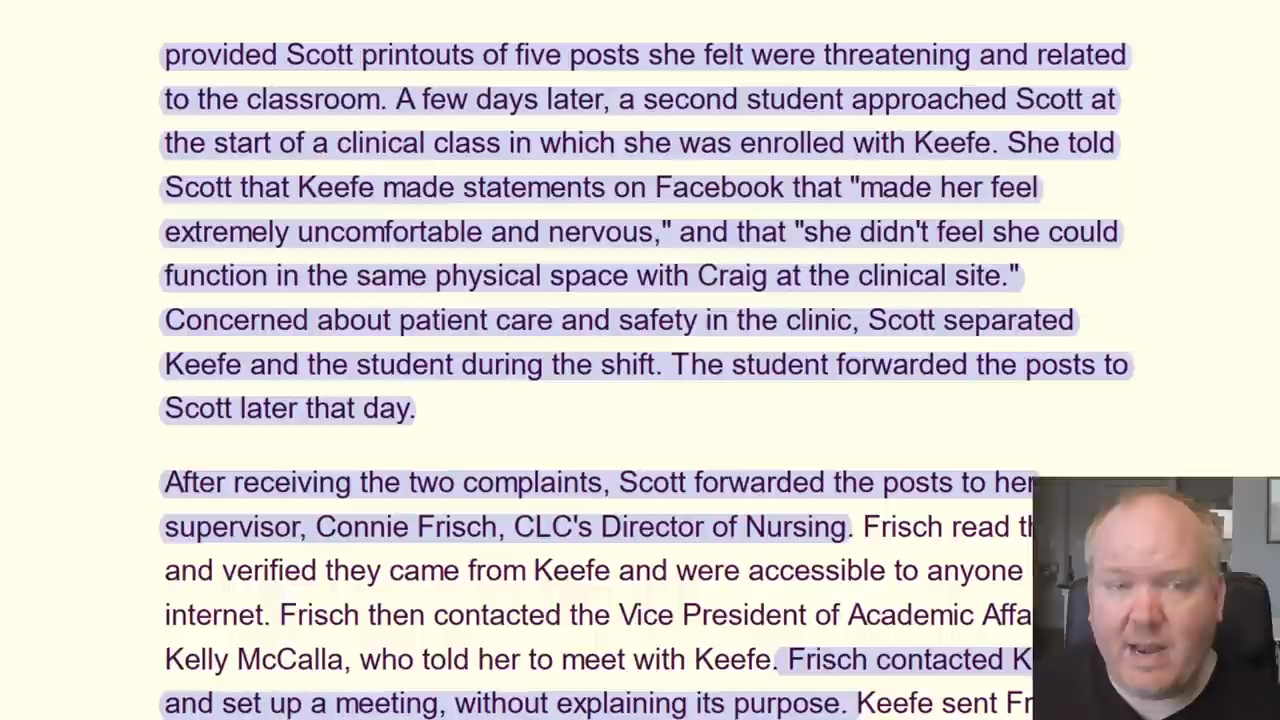 provided Scott printouts of five posts she felt were threatening and related
to the classroom. A few days later, a second student approached Scott at
the start of a clinical class in which she was enrolled with Keefe. She told
Scott that Keefe made statements on Facebook that "made her feel
extremely uncomfortable and nervous," and that "she didn't feel she could
function in the same physical space with Craig at the clinical site."
Concerned about patient care and safety in the clinic, Scott separated
Keefe and the student during the shift. The student forwarded the posts to
Scott later that day.
After receiving the two complaints, Scott forwarded the posts to her
supervisor, Connie Frisch, CLC's Director of Nursing. Frisch read
and verified they came from Keefe and were accessible to anyone
internet. Frisch then contacted the Vice President of Academic
Kelly McCalla, who told her to meet with Keefe. Frisch contacted
and set up a meeting, without explaining its purpose. Keefe sent